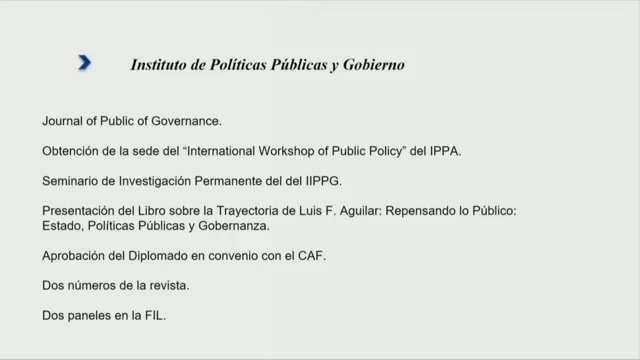 Instituto de Políticas Públicas y Gobierno
Journal of Public of Governance.
Obtención de la sede del “International Workshop of Public Policy” del IPPA.
Seminario de Investigación Permanente del del IIPPG.
Presentación del Libro sobre la Trayectoria de Luis F. Aguilar: Repensando lo Público:
Estado, Políticas Públicas y Gobernanza.
Aprobación del Diplomado en convenio con el CAF.
Dos números de la revista.
Dos paneles en la FIL.